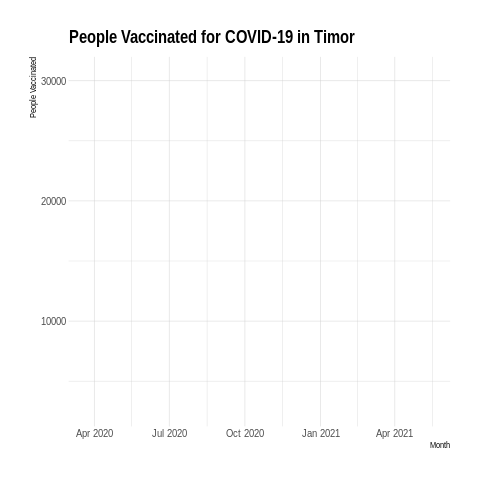 People Vaccinated for COVID-19 in Timor
People Vaccinated
30000
20000
10000
Apr 2020 Jul 2020 Oct 2020 Jan 2021 Apr 2021
Month